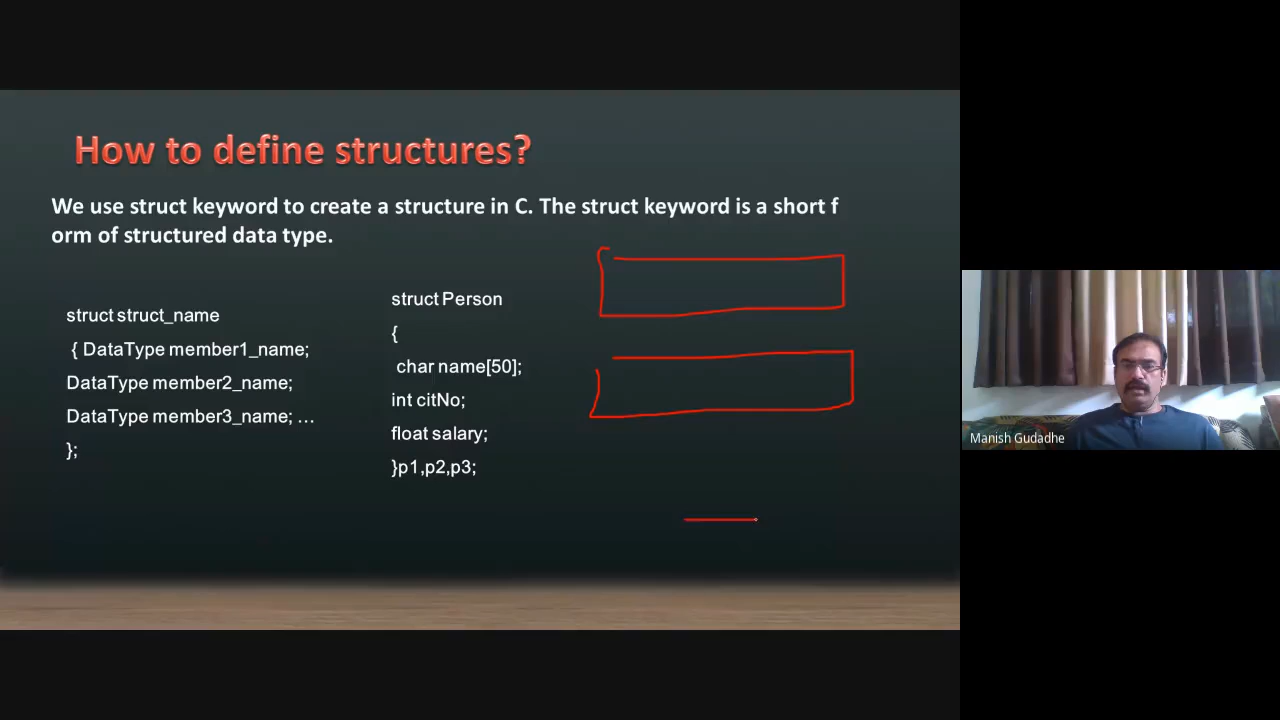 How to define structures?
We use struct keyword to create a structure in C. The struct keyword is a short f
orm of structured data type.
struct struct_name
{ DataType member1_name;
DataType member2_name;
DataType member3_name; …
};
struct Person
{
char name[50];
int citNo;
float salary;
}p1,p2,p3;
Manish Gudadhe